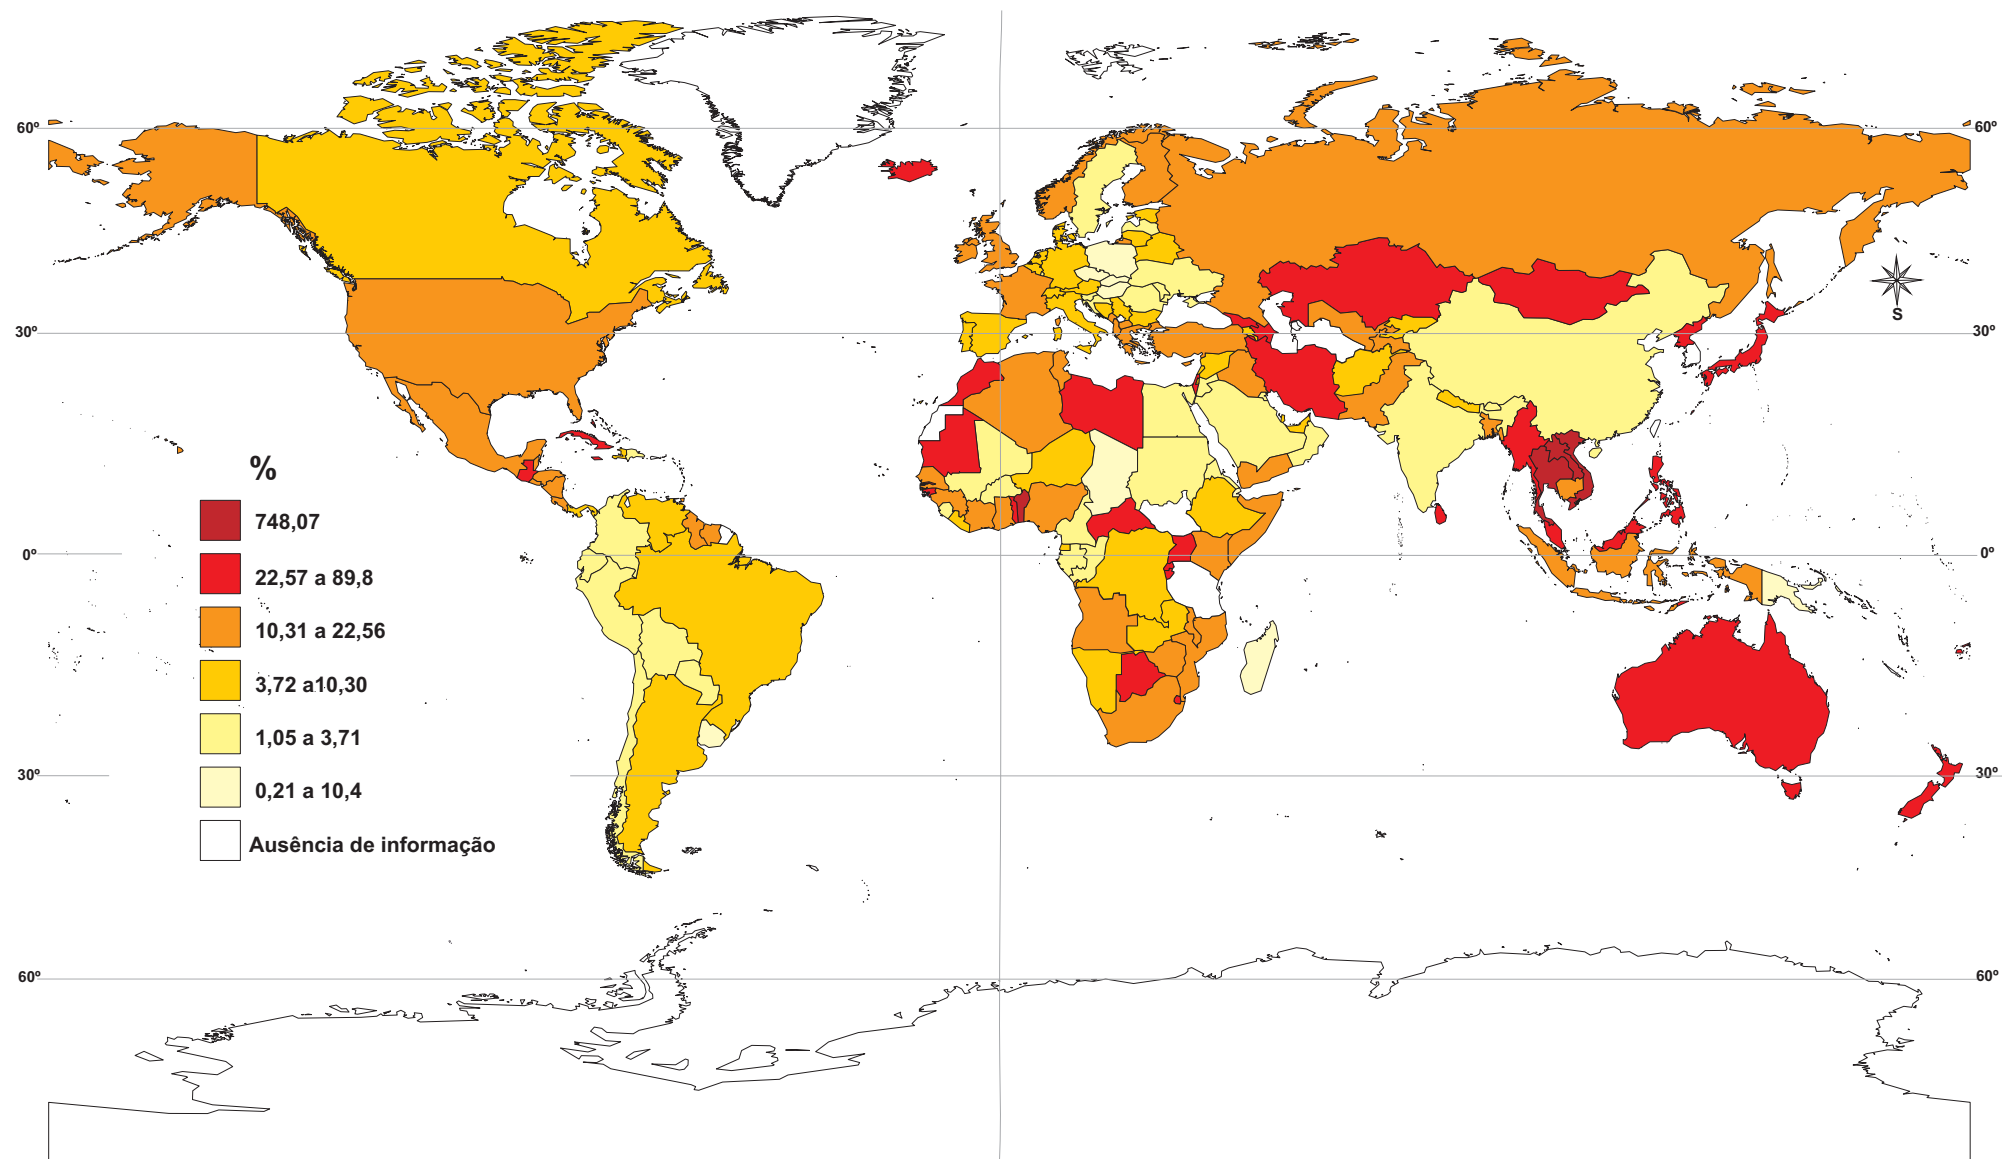 60º
60º
S
30º
30º
%
748,07
0º
0º
22,57 a 89,8
10,31 a 22,56
3,72 a10,30
1,05 a 3,71
30º
30º
0,21 a 10,4
Ausência de informação
60º
60º